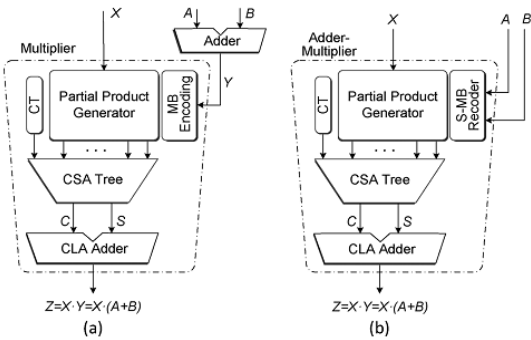 X
A
B
Adder
Multiplier
Y
CT
Partial Product
Generator
MB
Encoding
. . .
CSA Tree
C
S
CLA Adder
Z=X·Y=X·(A+B)
(a)
X
A
B
Adder-
Multiplier
CT
Partial Product
Generator
S-MB
Recoder
. . .
CSA Tree
C
S
CLA Adder
Z=X·Y=X·(A+B)
(b)